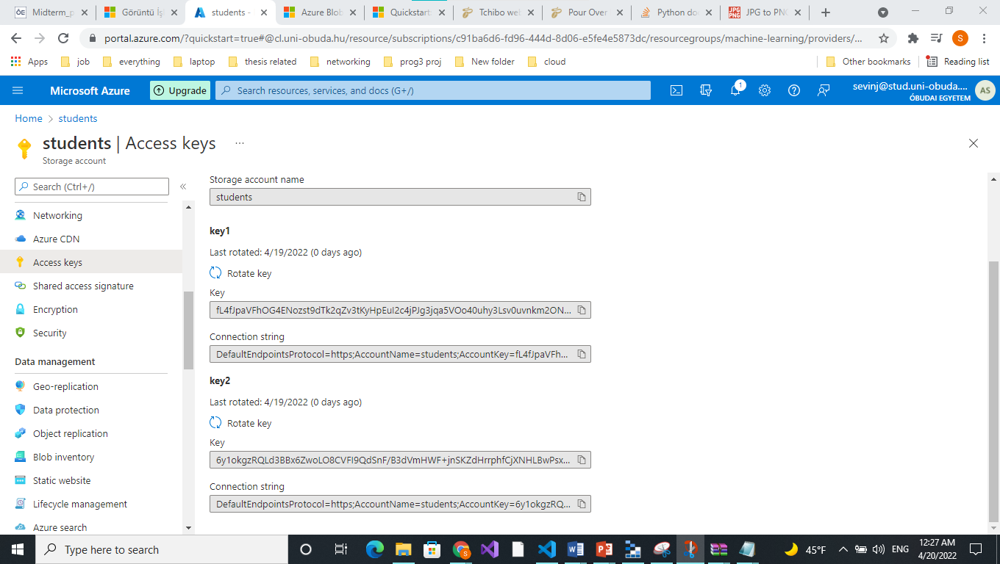 Midterm_p
Görüntü İş
students -
Azure Blob
Quickstart:
Tchibo web
Pour Over
Python do
JPG to PNG
portal.azure.com/?quickstart=true#@cl.uni-obuda.hu/resource/subscriptions/c91ba6d6-fd96-444d-8d06-e5fe4e5873dc/resourcegroups/machine-learning/providers/...
S
Apps
job
everything
laptop
thesis related
networking
prog3 proj
New folder
cloud
Other bookmarks
Reading list
Microsoft Azure
Upgrade
Search resources, services, and docs (G+/)
1
sevinj@stud.uni-obuda....
ÓBUDAI EGYETEM
AS
Home > students
students | Access keys ...
Storage account
Search (Ctrl+/)
«
Networking
Azure CDN
Access keys
Shared access signature
Encryption
Security
Data management
Geo-replication
Data protection
Object replication
Blob inventory
Static website
Lifecycle management
Azure search
Storage account name
students
key1
Last rotated: 4/19/2022 (0 days ago)
Rotate key
Key
fL4fJpaVFhOG4ENozst9dTk2qZv3tKyHpEuI2c4jPJg3jqa5VOo40uhy3Lsv0uvnkm2ON...
Connection string
DefaultEndpointsProtocol=https;AccountName=students;AccountKey=fL4fJpaVFh...
key2
Last rotated: 4/19/2022 (0 days ago)
Rotate key
Key
6y1okgzRQLd3BBx6ZwoLO8CVFI9QdSnF/B3dVmHWF+jnSKZdHrrphfCjXNHLBwPsx...
Connection string
DefaultEndpointsProtocol=https;AccountName=students;AccountKey=6y1okgzRQ...
Type here to search
45°F
ENG
12:27 AM
4/20/2022